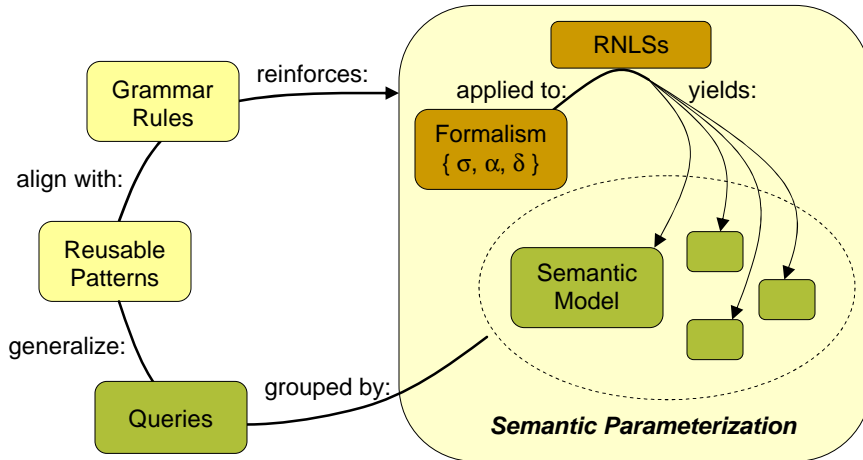 RNLSs
reinforces:
applied to:
yields:
Grammar
Rules
Formalism
{ σ, α, δ }
align with:
Reusable
Patterns
Semantic
Model
generalize:
grouped by:
Queries
Semantic Parameterization